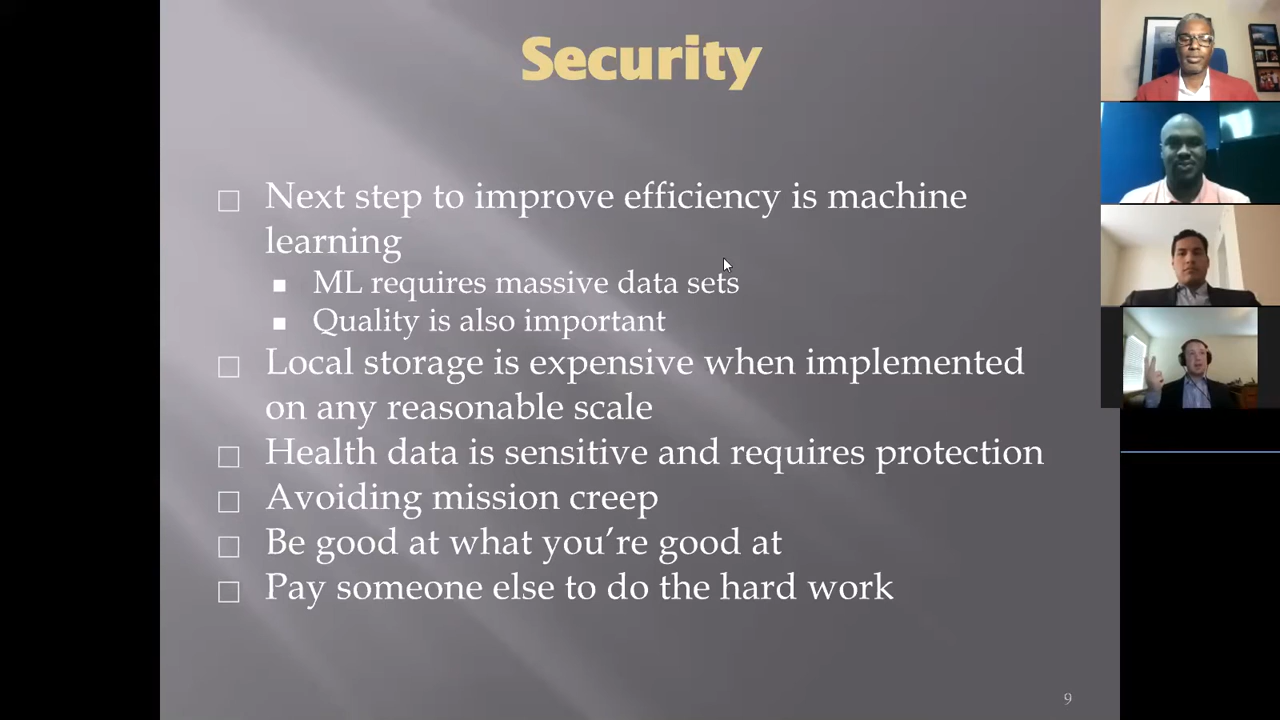 Security
Next step to improve efficiency is machine
learning
ML requires massive data sets
Quality is also important
Local storage is expensive when implemented
on any reasonable scale
Health data is sensitive and requires protection
Avoiding mission creep
Be good at what you’re good at
Pay someone else to do the hard work
9